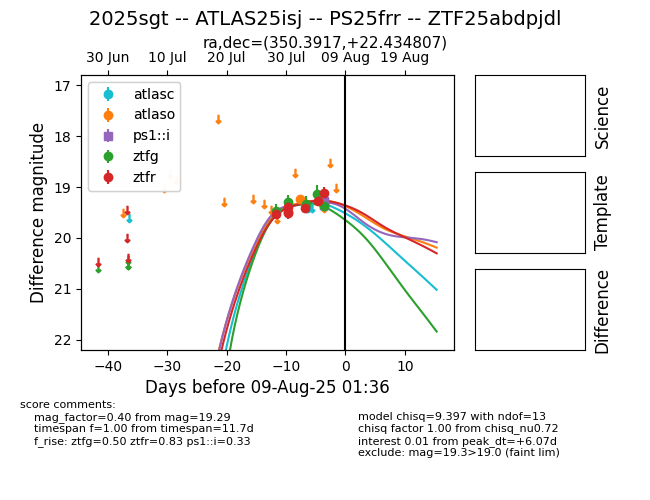 2025sgt -- ATLAS25isj -- PS25frr -- ZTF25abdpjdl
ra,dec=(350.3917,+22.434807)
30 Jun 10 Jul 20 Jul 30 Jul 09 Aug 19 Aug
17
18
19
20
21
22
Difference magnitude
atlasc
atlaso
ps1::i
ztfg
ztfr
−40 −30 −20 −10 0 10
Days before 09-Aug-25 01:36
Science
Template
Difference
score comments:
mag_factor=0.40 from mag=19.29
timespan f=1.00 from timespan=11.7d
f_rise: ztfg=0.50 ztfr=0.83 ps1::i=0.33
model chisq=9.397 with ndof=13
chisq factor 1.00 from chisq_nu0.72
interest 0.01 from peak_dt=+6.07d
exclude: mag=19.3>19.0 (faint lim)